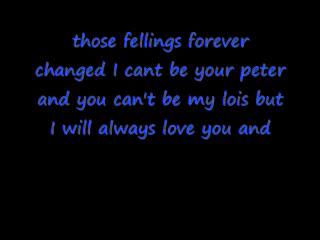 those fellings forever
changed I cant be your peter
and you can't be my lois but
I will always love you and